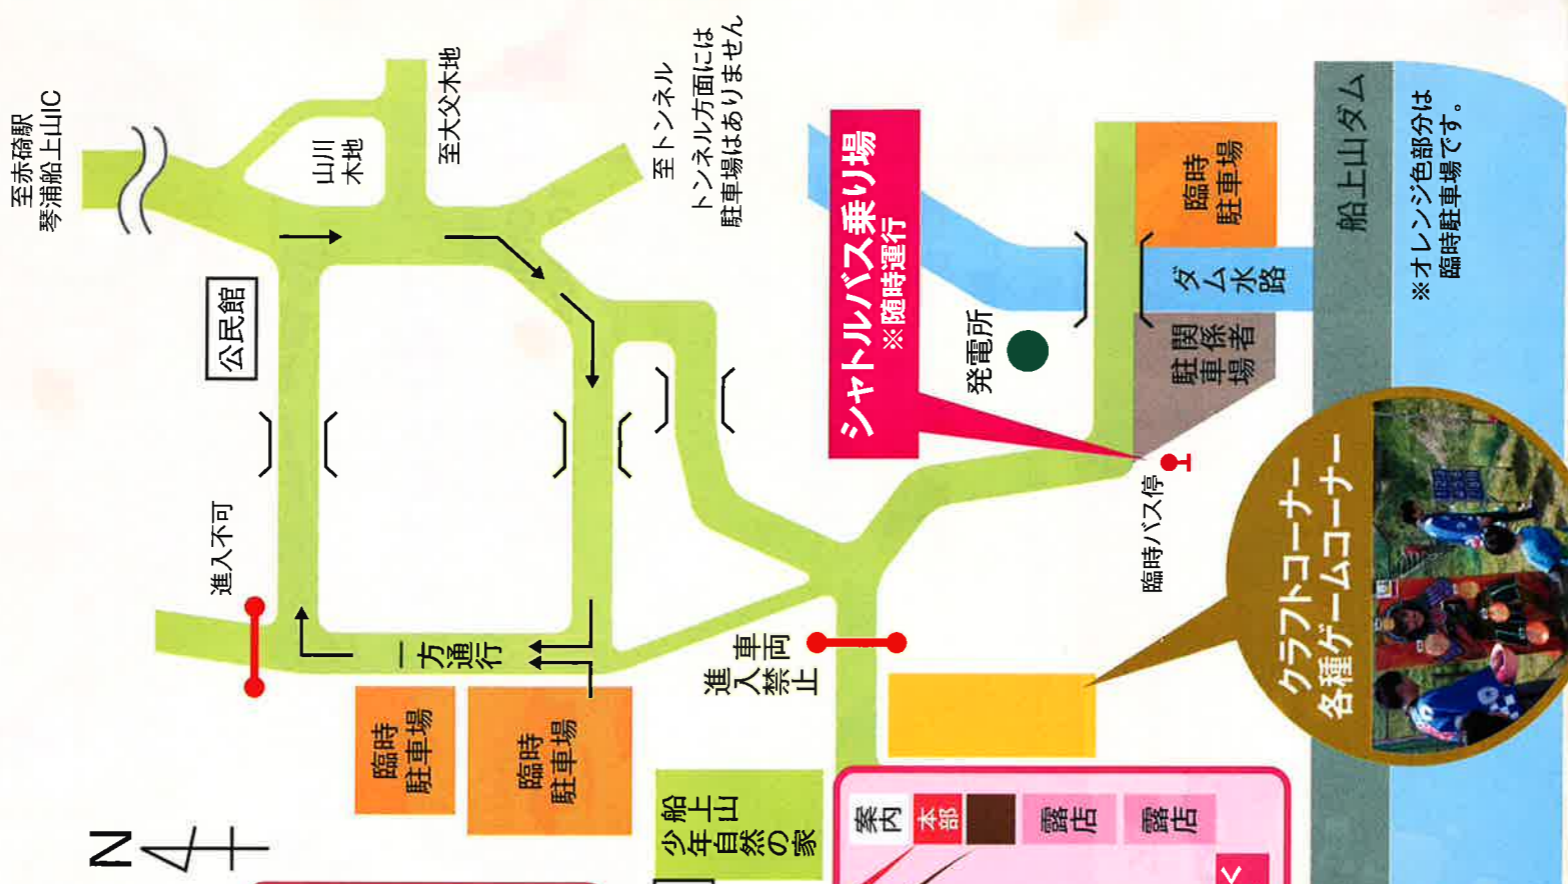 至赤碕駅
琴浦船上山IC
山川
木地
至大父木地
至トンネル
トンネル方面には
駐車場はありません
公民館
進入不可
一方通行
臨時
駐車場
臨時
駐車場
N
船上山
少年自然の家
車両
進入禁止
シャトルバス乗り場
※随時運行
発電所
臨時バス停
関係者
駐車場
ダム水路
臨時
駐車場
船上山ダム
※オレンジ色部分は
臨時駐車場です。
クラフトコーナー
各種ゲームコーナー
案内
本部
露店
露店